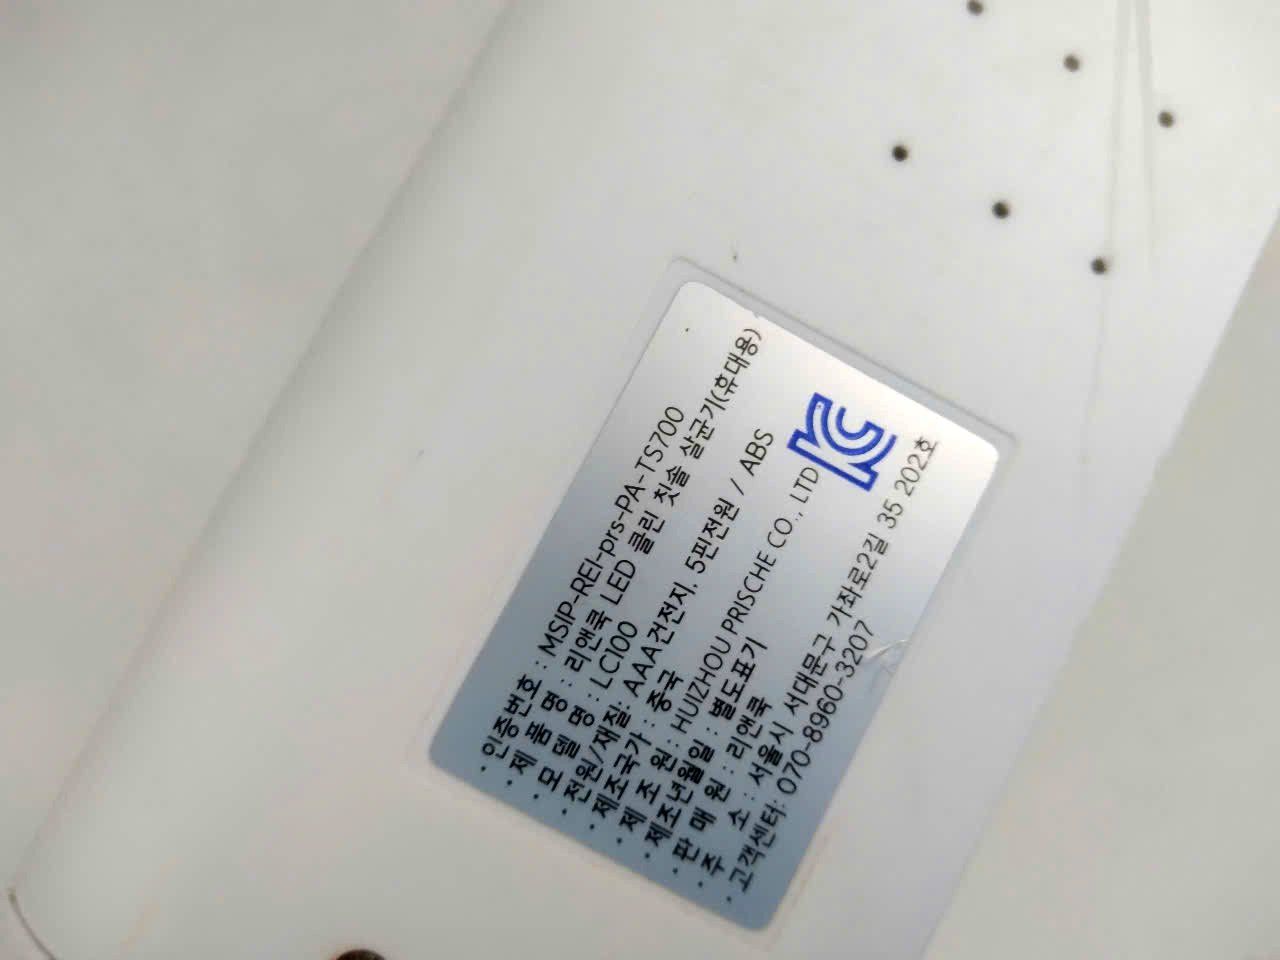 · 인증번호 : MSIP-REI-prs-PA-TS700
· 제 품 명 : 리앤쿡 LED 클린 칫솔 살균기(휴대용)
· 모 델 명 : LC100
· 전원/재질: AAA건전지, 5핀전원 / ABS
· 제조국가 : 중국
· 제 조 원 : HUIZHOU PRISCHE CO., LTD
· 제조년월일 : 별도표기
· 판 매 원 : 리앤쿡
· 주 소 : 서울시 서대문구 가좌로2길 35 202호
· 고객센터: 070-8960-3207